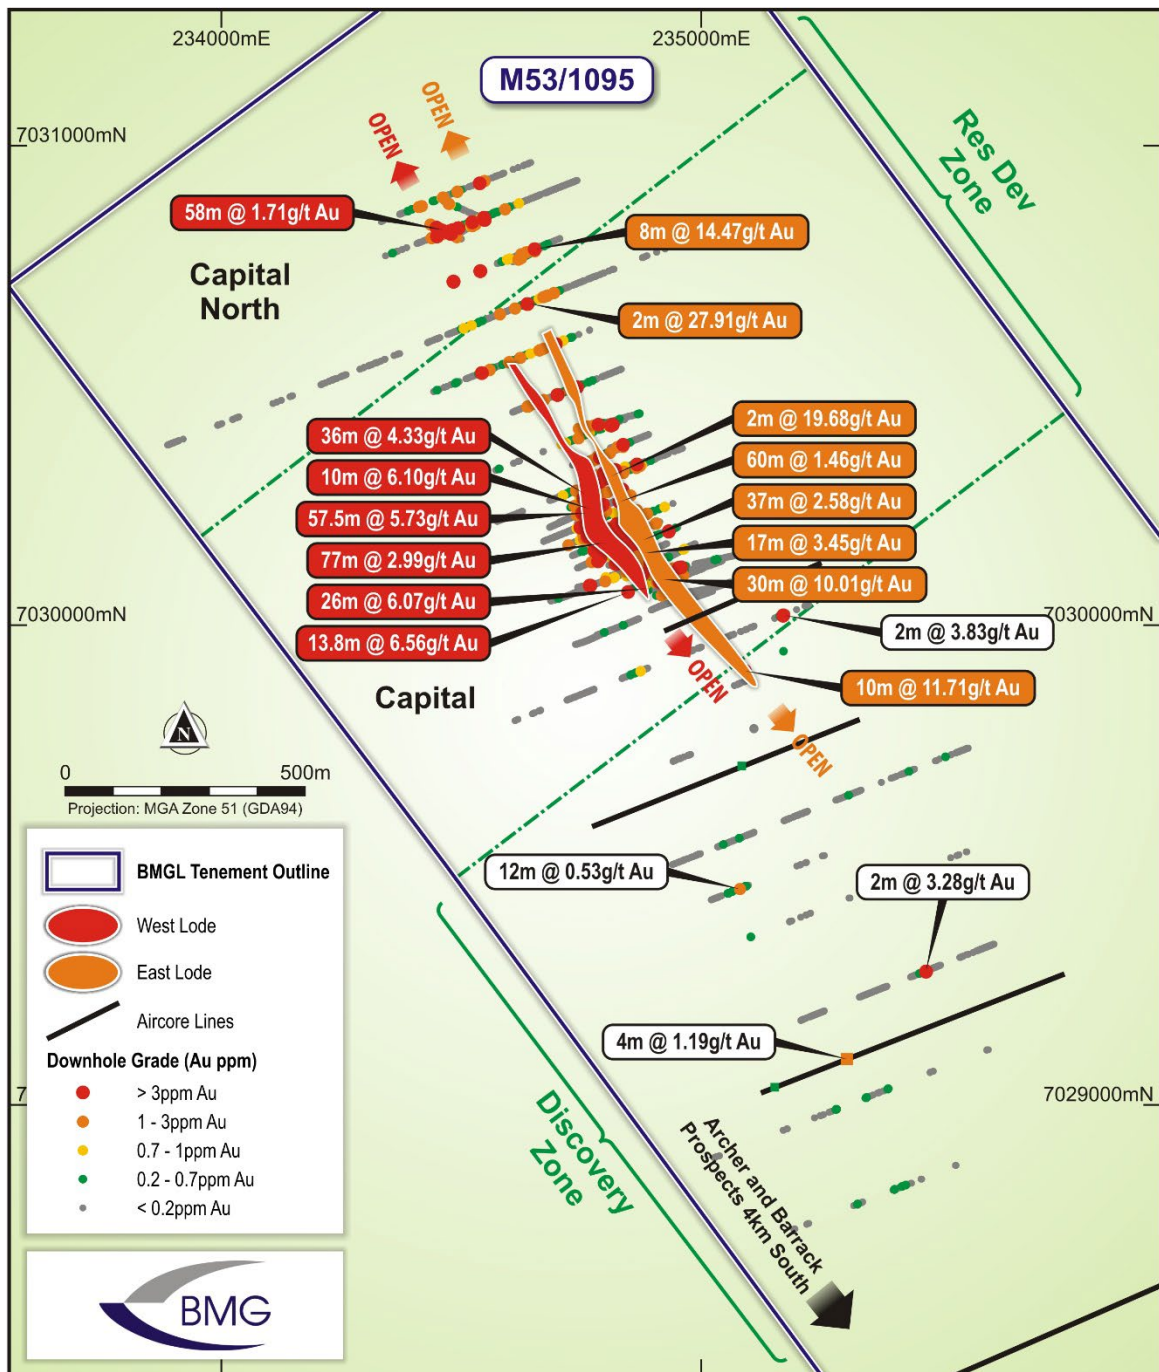 234000mE
235000mE
M53/1095
7031000mN
OPEN
OPEN
Res Dev
Zone
58m @ 1.71g/t Au
8m @ 14.47g/t Au
Capital
North
2m @ 27.91g/t Au
36m @ 4.33g/t Au
10m @ 6.10g/t Au
57.5m @ 5.73g/t Au
77m @ 2.99g/t Au
26m @ 6.07g/t Au
13.8m @ 6.56g/t Au
2m @ 19.68g/t Au
60m @ 1.46g/t Au
37m @ 2.58g/t Au
17m @ 3.45g/t Au
30m @ 10.01g/t Au
7030000mN
2m @ 3.83g/t Au
10m @ 11.71g/t Au
OPEN
OPEN
Capital
N
0
500m
Projection: MGA Zone 51 (GDA94)
12m @ 0.53g/t Au
2m @ 3.28g/t Au
4m @ 1.19g/t Au
7029000mN
Discovery
Zone
Archer and Barrack
Prospects 4km South
BMGL Tenement Outline
West Lode
East Lode
Aircore Lines
Downhole Grade (Au ppm)
> 3ppm Au
1 - 3ppm Au
0.7 - 1ppm Au
0.2 - 0.7ppm Au
< 0.2ppm Au
BMG